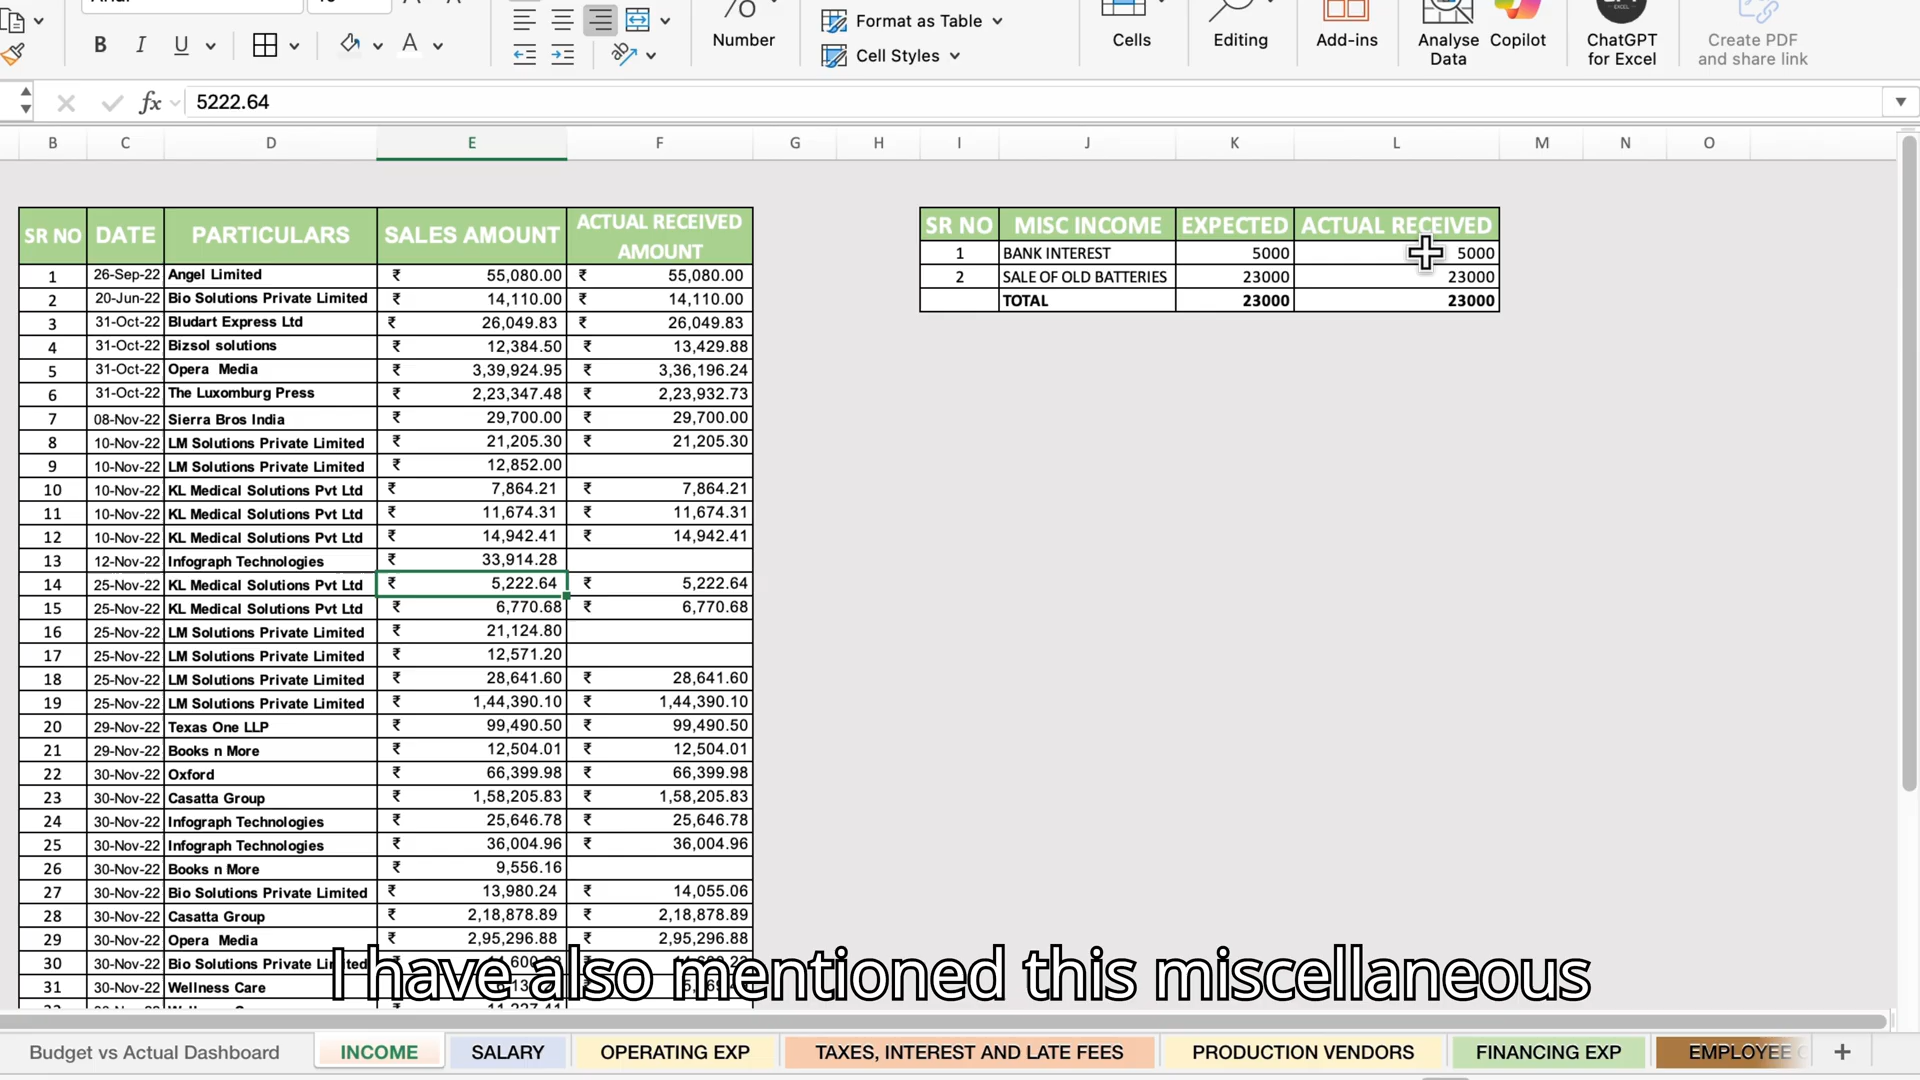 Number
Format as Table
Cell Styles
Cells
Editing
Add-ins
Analyse
Data
Copilot
ChatGPT
for Excel
Create PDF
and share link
B I U A
fx 5222.64
B C D E F G H I J K L M N O
SR NO DATE PARTICULARS SALES AMOUNT ACTUAL RECEIVED AMOUNT
1 26-Sep-22 Angel Limited ₹ 55,080.00 ₹ 55,080.00
2 20-Jun-22 Bio Solutions Private Limited ₹ 14,110.00 ₹ 14,110.00
3 31-Oct-22 Bludart Express Ltd ₹ 26,049.83 ₹ 26,049.83
4 31-Oct-22 Bizsol solutions ₹ 12,384.50 ₹ 13,429.88
5 31-Oct-22 Opera Media ₹ 3,39,924.95 ₹ 3,36,196.24
6 31-Oct-22 The Luxomburg Press ₹ 2,23,347.48 ₹ 2,23,932.73
7 08-Nov-22 Sierra Bros India ₹ 29,700.00 ₹ 29,700.00
8 10-Nov-22 LM Solutions Private Limited ₹ 21,205.30 ₹ 21,205.30
9 10-Nov-22 LM Solutions Private Limited ₹ 12,852.00
10 10-Nov-22 KL Medical Solutions Pvt Ltd ₹ 7,864.21 ₹ 7,864.21
11 10-Nov-22 KL Medical Solutions Pvt Ltd ₹ 11,674.31 ₹ 11,674.31
12 10-Nov-22 KL Medical Solutions Pvt Ltd ₹ 14,942.41 ₹ 14,942.41
13 12-Nov-22 Infograph Technologies ₹ 33,914.28
14 25-Nov-22 KL Medical Solutions Pvt Ltd ₹ 5,222.64 ₹ 5,222.64
15 25-Nov-22 KL Medical Solutions Pvt Ltd ₹ 6,770.68 ₹ 6,770.68
16 25-Nov-22 LM Solutions Private Limited ₹ 21,124.80
17 25-Nov-22 LM Solutions Private Limited ₹ 12,571.20
18 25-Nov-22 LM Solutions Private Limited ₹ 28,641.60 ₹ 28,641.60
19 25-Nov-22 LM Solutions Private Limited ₹ 1,44,390.10 ₹ 1,44,390.10
20 29-Nov-22 Texas One LLP ₹ 99,490.50 ₹ 99,490.50
21 29-Nov-22 Books n More ₹ 12,504.01 ₹ 12,504.01
22 30-Nov-22 Oxford ₹ 66,399.98 ₹ 66,399.98
23 30-Nov-22 Casatta Group ₹ 1,58,205.83 ₹ 1,58,205.83
24 30-Nov-22 Infograph Technologies ₹ 25,646.78 ₹ 25,646.78
25 30-Nov-22 Infograph Technologies ₹ 36,004.96 ₹ 36,004.96
26 30-Nov-22 Books n More ₹ 9,556.16
27 30-Nov-22 Bio Solutions Private Limited ₹ 13,980.24 ₹ 14,055.06
28 30-Nov-22 Casatta Group ₹ 2,18,878.89 ₹ 2,18,878.89
29 30-Nov-22 Opera Media ₹ 2,95,296.88 ₹ 2,95,296.88
30 30-Nov-22 Bio Solutions Private Limited
31 30-Nov-22 Wellness Care
SR NO MISC INCOME EXPECTED ACTUAL RECEIVED
1 BANK INTEREST 5000 5000
2 SALE OF OLD BATTERIES 23000 23000
TOTAL 23000 23000
I have also mentioned this miscellaneous
Budget vs Actual Dashboard INCOME SALARY OPERATING EXP TAXES, INTEREST AND LATE FEES PRODUCTION VENDORS FINANCING EXP EMPLOYEE